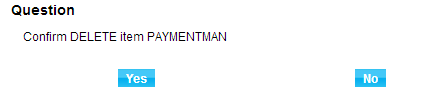 Question
Confirm DELETE item PAYMENTMAN
Yes No